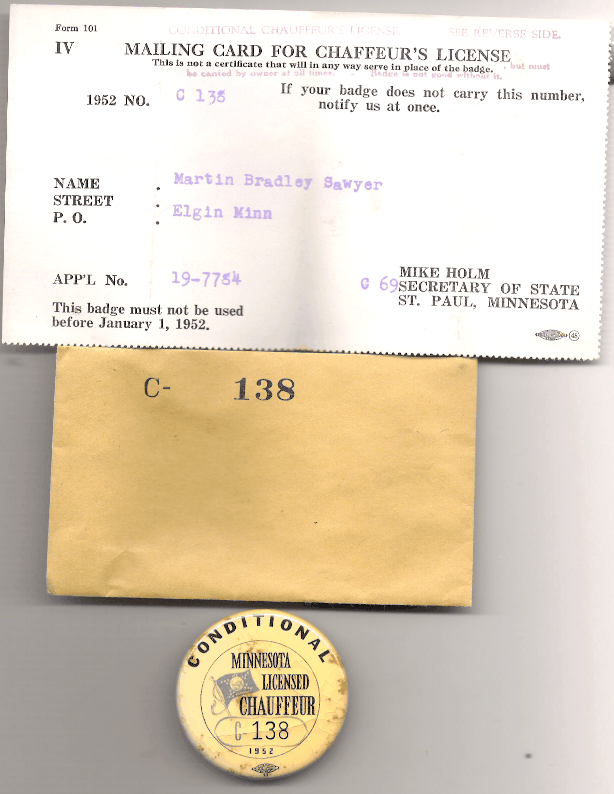 Form 101
CONDITIONAL CHAUFFEUR'S LICENSE SEE REVERSE SIDE.
IV MAILING CARD FOR CHAFFEUR'S LICENSE
This is not a certificate that will in any way serve in place of the badge. but must
be carried by owner at all times. Badge is not good without it.
1952 NO. C 138 If your badge does not carry this number,
notify us at once.
NAME : Martin Bradley Sawyer
STREET
P. O. : Elgin Minn
APP'L No. 19-7784
C 69
MIKE HOLM
SECRETARY OF STATE
ST. PAUL, MINNESOTA
This badge must not be used
before January 1, 1952.
48
C- 138
CONDITIONAL
MINNESOTA
LICENSED
CHAUFFEUR
C-138
1952